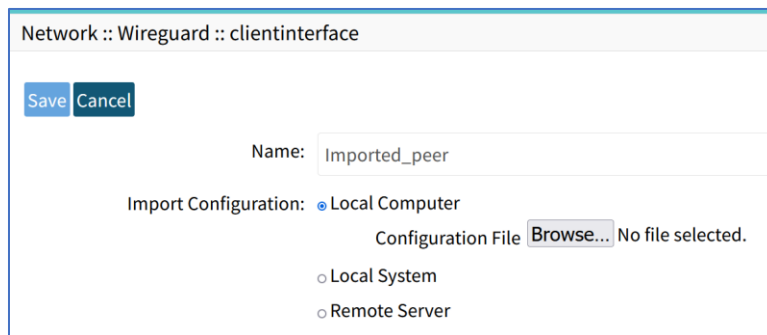 Network :: Wireguard :: clientinterface
Save Cancel
Name: Imported_peer
Import Configuration: Local Computer
Configuration File Browse... No file selected.
Local System
Remote Server